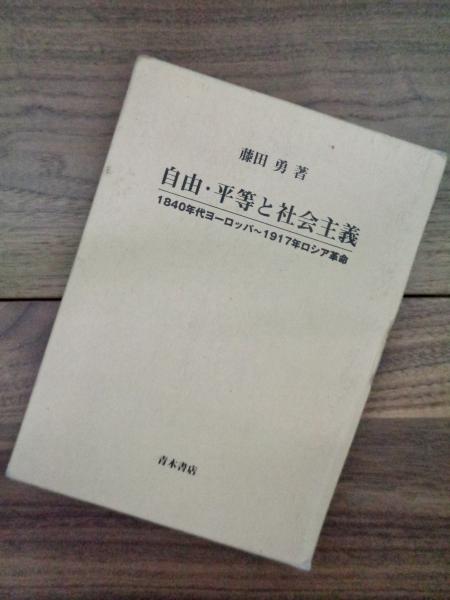 藤田 勇 著
自由・平等と社会主義
1840年代ヨーロッパ～1917年ロシア革命
青木書店